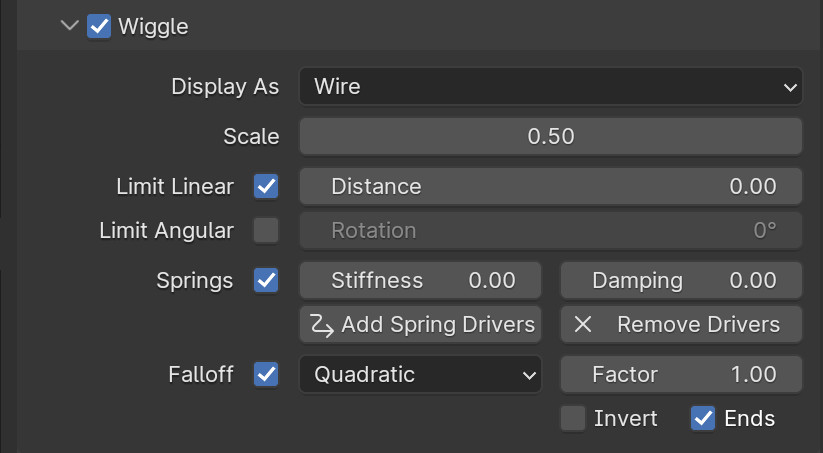 Wiggle
Display As Wire
Scale 0.50
Limit Linear Distance 0.00
Limit Angular Rotation 0°
Springs Stiffness 0.00 Damping 0.00
Add Spring Drivers Remove Drivers
Falloff Quadratic Factor 1.00
Invert Ends